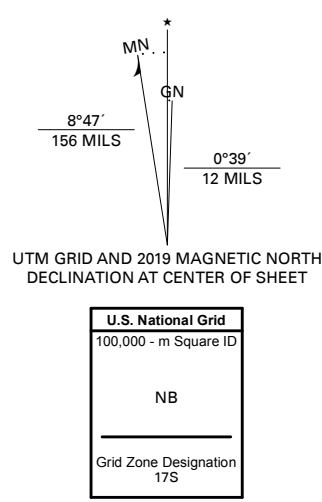 MN
GN
8°47´
156 MILS
0°39´
12 MILS
UTM GRID AND 2019 MAGNETIC NORTH
DECLINATION AT CENTER OF SHEET
U.S. National Grid
100,000 - m Square ID
NB
Grid Zone Designation
17S